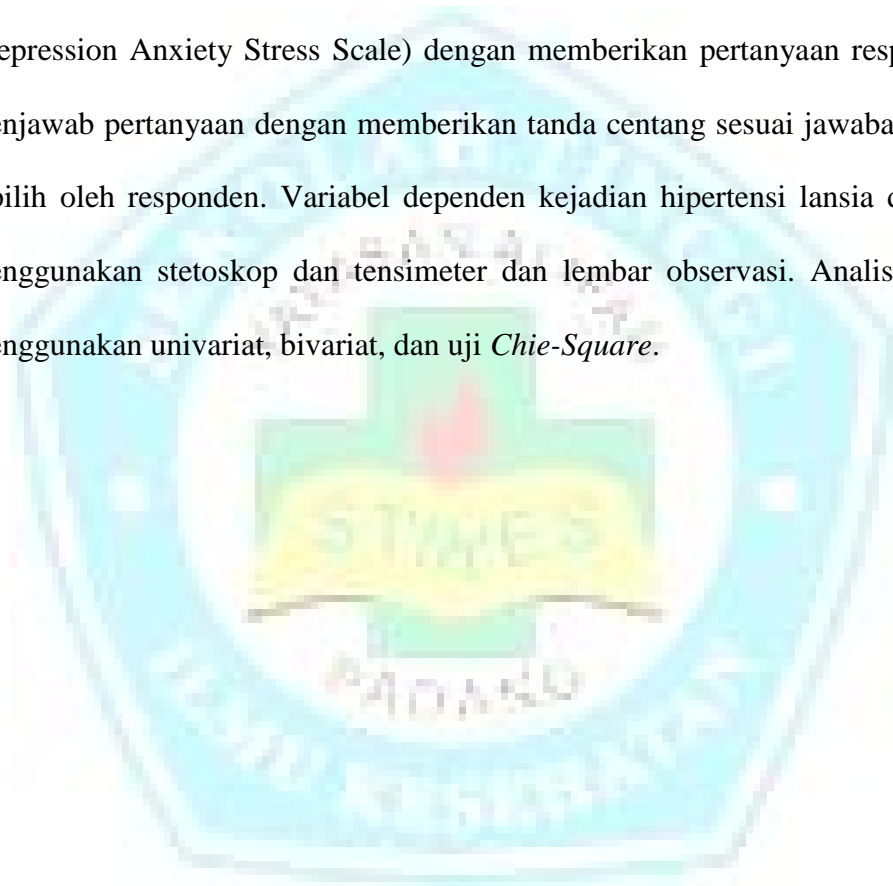 epression Anxiety Stress Scale) dengan memberikan pertanyaan resp
enjawab pertanyaan dengan memberikan tanda centang sesuai jawaba
pilih oleh responden. Variabel dependen kejadian hipertensi lansia d
enggunakan stetoskop dan tensimeter dan lembar observasi. Analis
enggunakan univariat, bivariat, dan uji Chie-Square.
PADANG